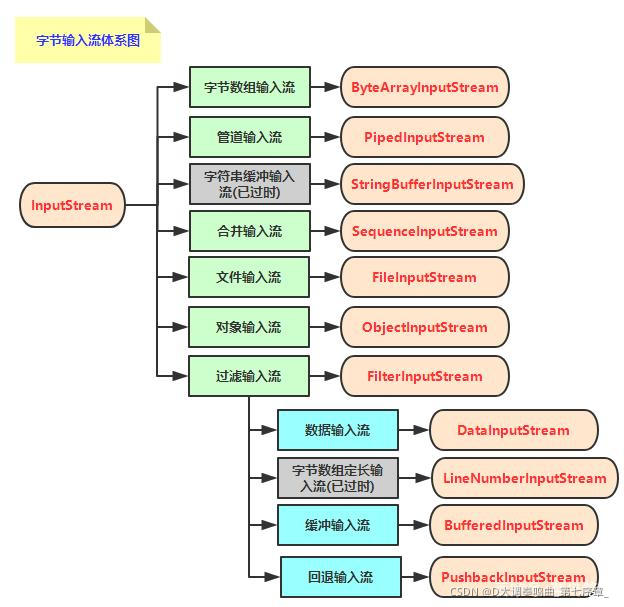 字节输入流体系图
字节数组输入流
ByteArrayInputStream
管道输入流
PipedInputStream
字符串缓冲输入
流(已过时)
StringBufferInputStream
InputStream
合并输入流
SequenceInputStream
文件输入流
FileInputStream
对象输入流
ObjectInputStream
过滤输入流
FilterInputStream
数据输入流
DataInputStream
字节数组定长输
入流(已过时)
LineNumberInputStream
缓冲输入流
BufferedInputStream
回退输入流
PushbackInputStream
CSDN @D大调奏鸣曲_第七序章_